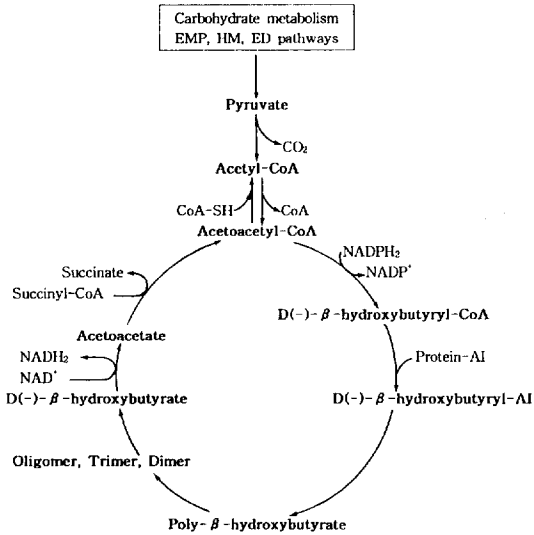 Carbohydrate metabolism
EMP, HM, ED pathways
Pyruvate
CO₂
Acetyl-CoA
CoA-SH
CoA
Acetoacetyl-CoA
NADPH₂
NADP⁺
Succinate
Succinyl-CoA
D(-)-β-hydroxybutyryl-CoA
Acetoacetate
NADH₂
NAD⁺
Protein-AI
D(-)-β-hydroxybutyrate
D(-)-β-hydroxybutyryl-AI
Oligomer, Trimer, Dimer
Poly-β-hydroxybutyrate